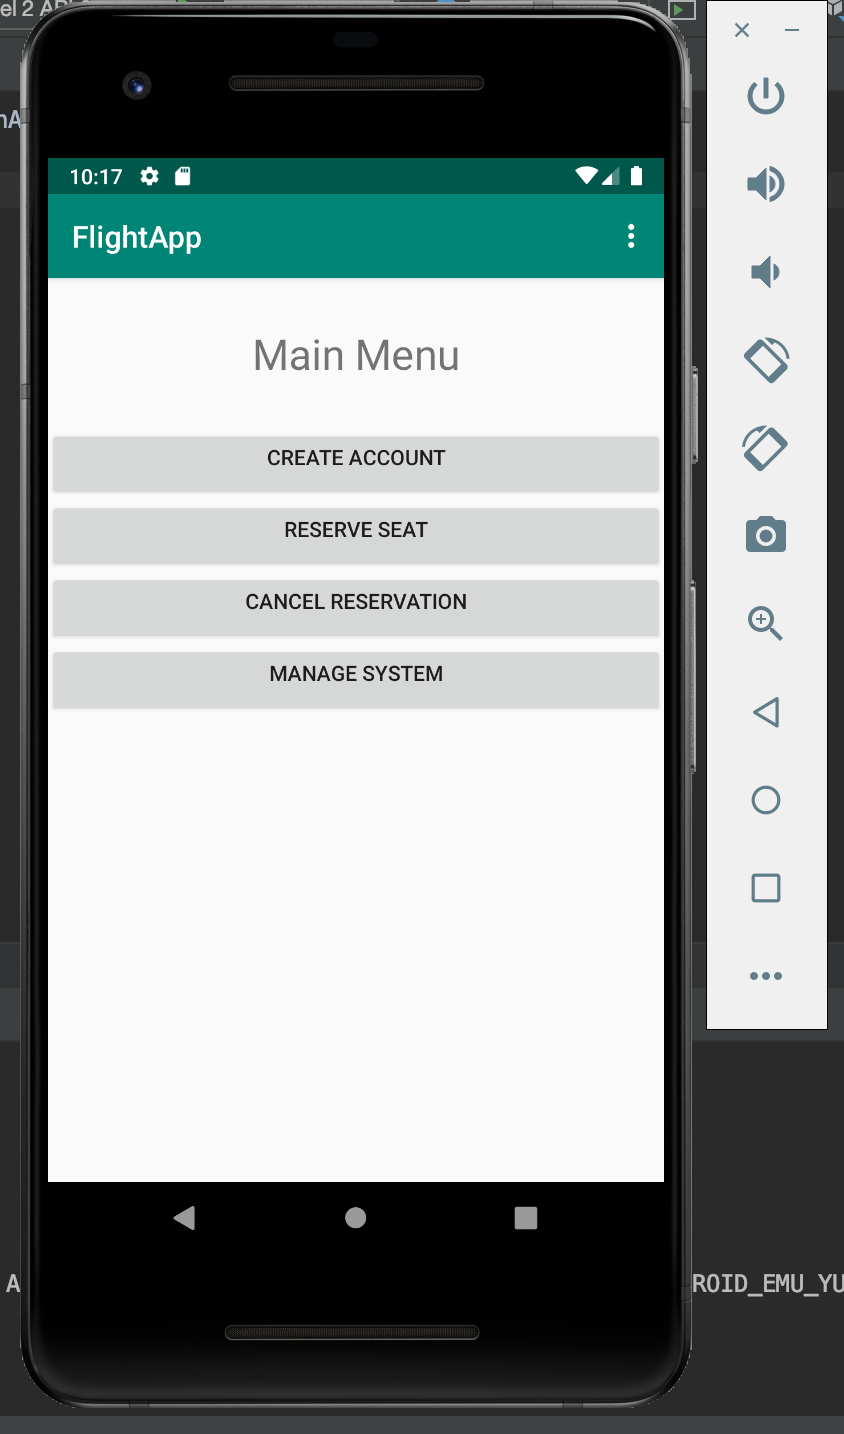 el 2 API
nA
10:17
FlightApp
Main Menu
CREATE ACCOUNT
RESERVE SEAT
CANCEL RESERVATION
MANAGE SYSTEM
A
ROID_EMU_YU